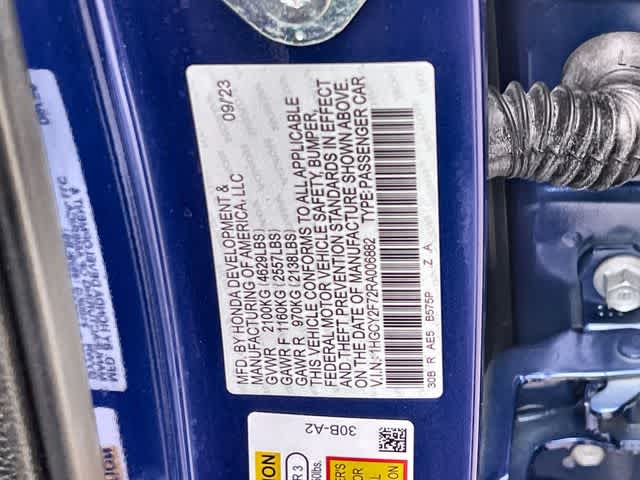 MFD. BY HONDA DEVELOPMENT & 09/23
MANUFACTURING OF AMERICA, LLC
GVWR 2100KG (4629LBS)
GAWR F 1160KG (2557LBS)
GAWR R 970KG (2138LBS)
THIS VEHICLE CONFORMS TO ALL APPLICABLE
FEDERAL MOTOR VEHICLE SAFETY, BUMPER,
AND THEFT PREVENTION STANDARDS IN EFFECT
ON THE DATE OF MANUFACTURE SHOWN ABOVE.
V.I.N.: 1HGCY2F72RA006882 TYPE: PASSENGER CAR
30B R AE5 B575P Z A
30B-A2